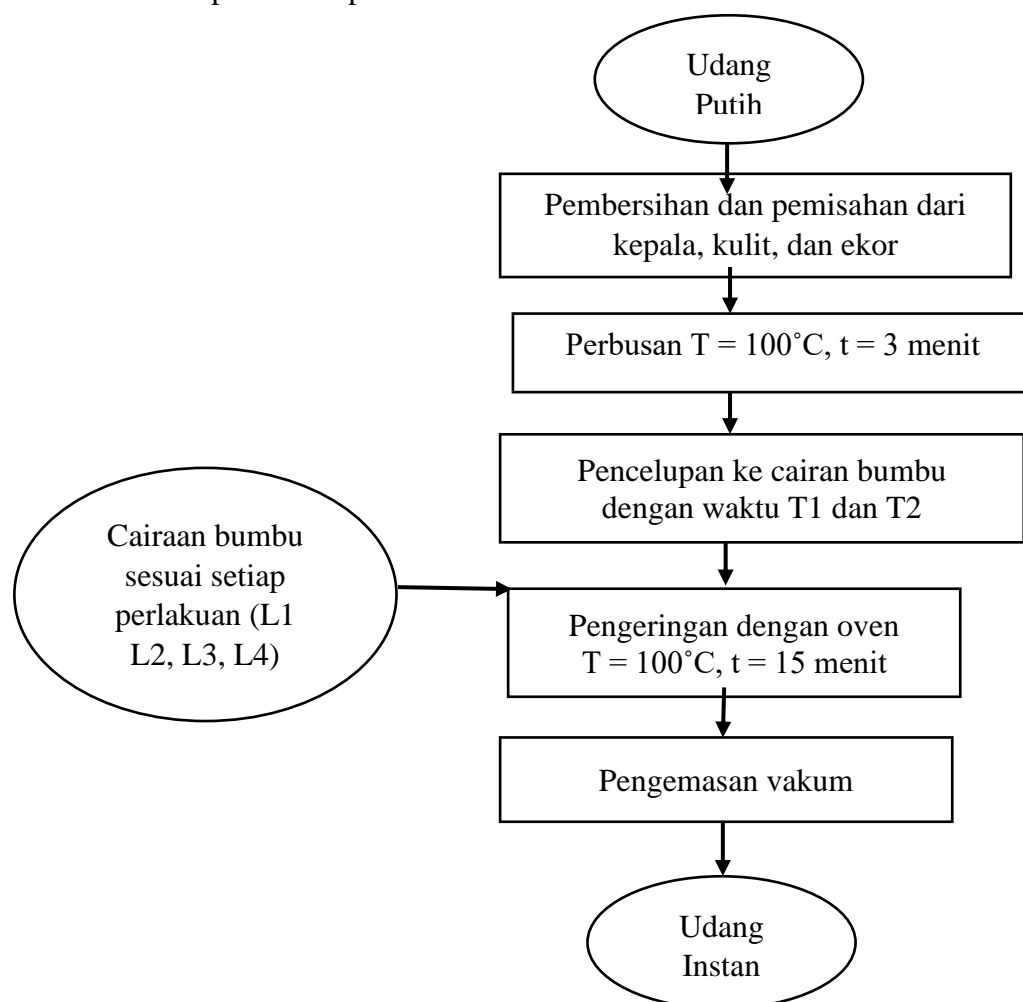 Udang
Putih
Pembersihan dan pemisahan dari
kepala, kulit, dan ekor
Perbusan T = 100˚C, t = 3 menit
Pencelupan ke cairan bumbu
dengan waktu T1 dan T2
Cairaan bumbu
sesuai setiap
perlakuan (L1
L2, L3, L4)
Pengeringan dengan oven
T = 100˚C, t = 15 menit
Pengemasan vakum
Udang
Instan